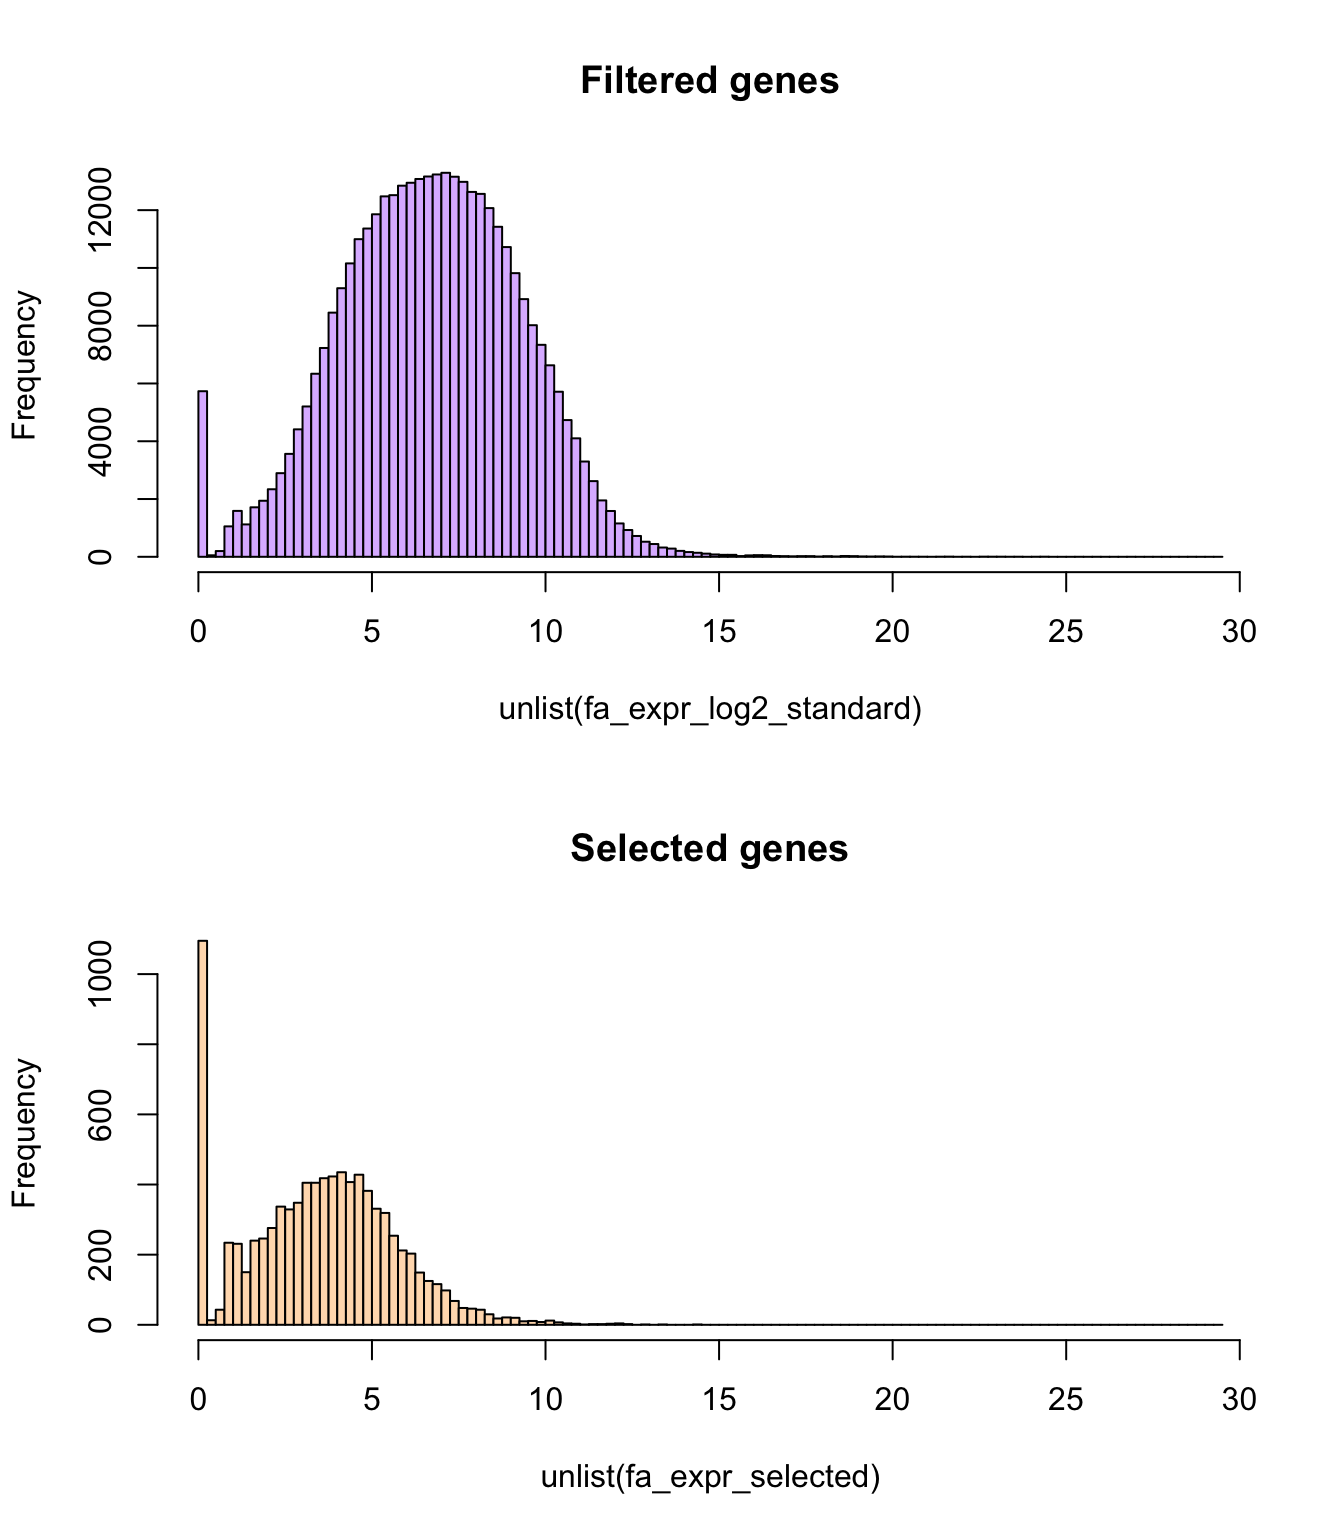 Filtered genes
Frequency
12000
8000
4000
0
0 5 10 15 20 25 30
unlist(fa_expr_log2_standard)
Selected genes
Frequency
1000
600
200
0
0 5 10 15 20 25 30
unlist(fa_expr_selected)